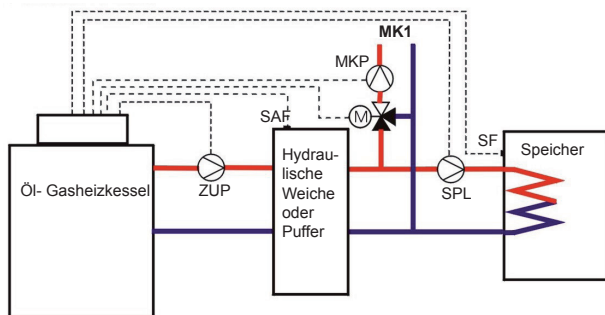 MK1
MKP
M
SAF
SF
Speicher
Öl- Gasheizkessel
ZUP
Hydrau-
lische
Weiche
oder
Puffer
SPL